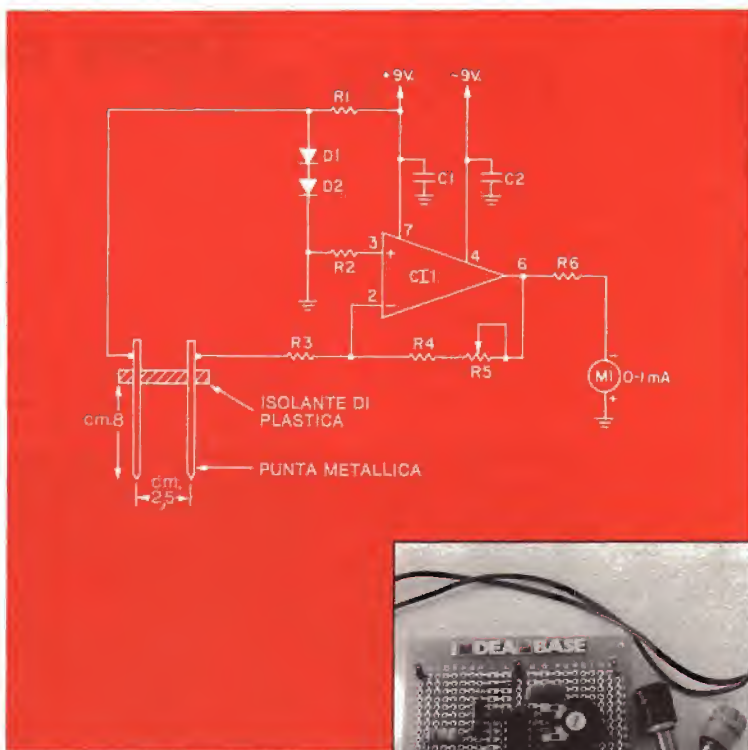 +9V.
-9V.
R1
D1
D2
C1
C2
7
3
+
R2
4
CI1
6
R6
2
−
R3
R4
R5
M1
−
+
0-1mA
cm.8
ISOLANTE DI
PLASTICA
PUNTA METALLICA
cm.
2,5
IDEA BASE